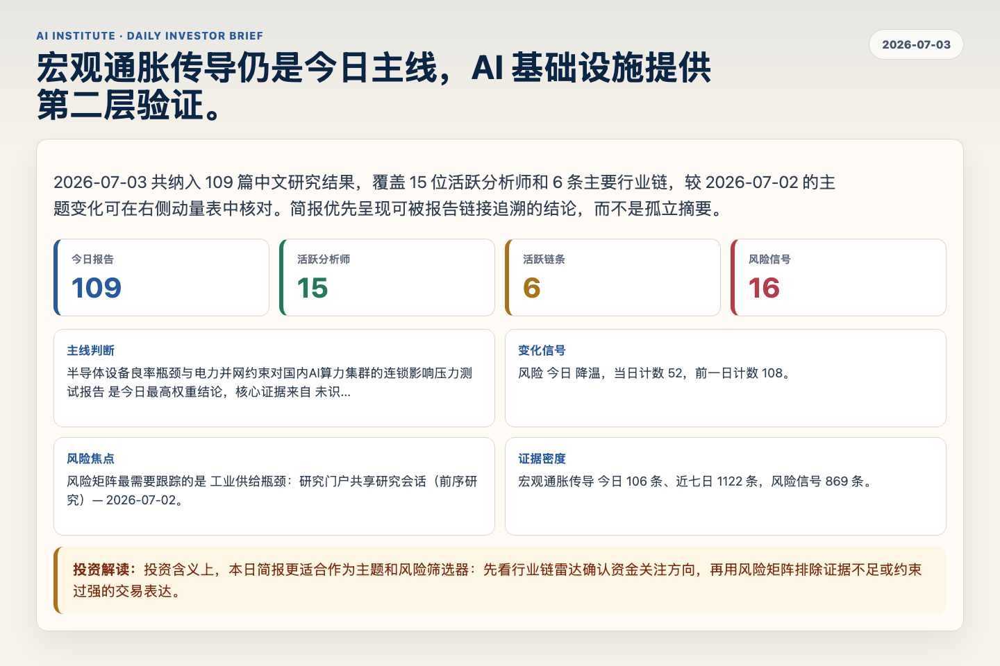 AI INSTITUTE · DAILY INVESTOR BRIEF
2026-07-03
宏观通胀传导仍是今日主线，AI 基础设施提供
第二层验证。
2026-07-03 共纳入 109 篇中文研究结果，覆盖 15 位活跃分析师和 6 条主要行业链，较 2026-07-02 的主
题变化可在右侧动量表中核对。简报优先呈现可被报告链接追溯的结论，而不是孤立摘要。
今日报告
109
活跃分析师
15
活跃链条
6
风险信号
16
主线判断
半导体设备良率瓶颈与电力并网约束对国内AI算力集群的连锁影响压力测
试报告 是今日最高权重结论，核心证据来自 未识...
变化信号
风险 今日 降温，当日计数 52，前一日计数 108。
风险焦点
风险矩阵最需要跟踪的是 工业供给瓶颈：研究门户共享研究会话（前序研
究）— 2026-07-02。
证据密度
宏观通胀传导 今日 106 条、近七日 1122 条，风险信号 869 条。
投资解读：投资含义上，本日简报更适合作为主题和风险筛选器：先看行业链雷达确认资金关注方向，再用风险矩阵排除证据不足或约束
过强的交易表达。